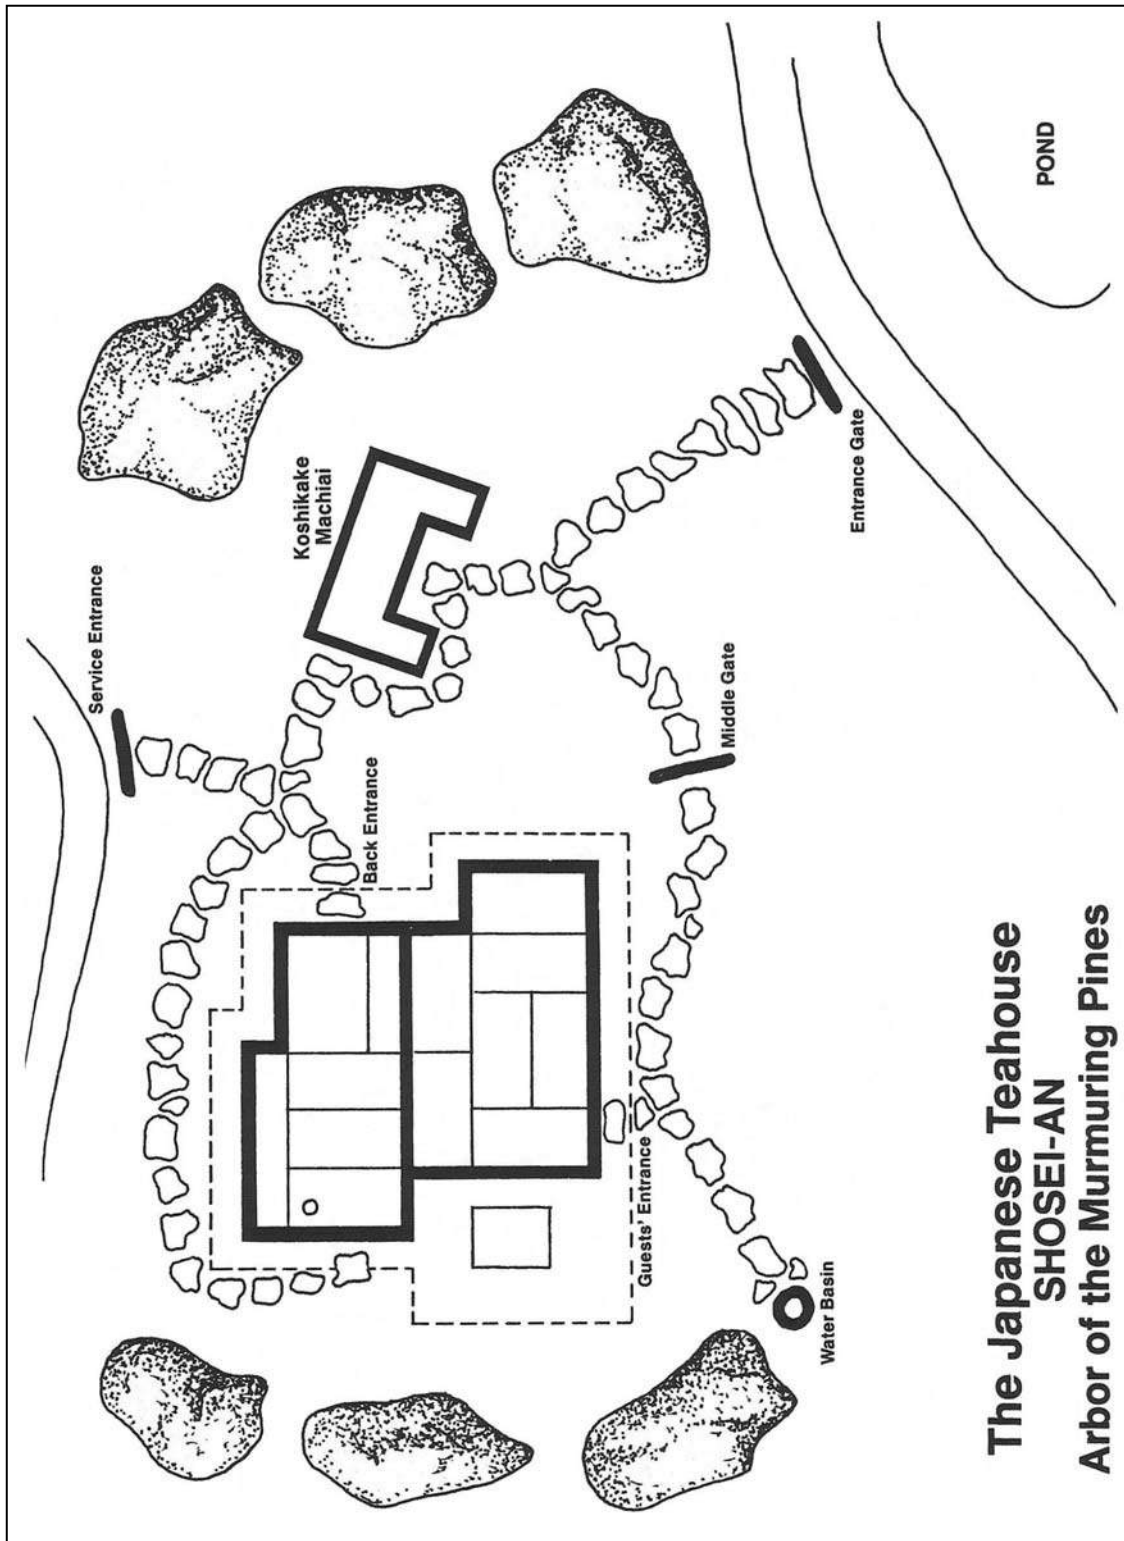 Service Entrance
Koshikake
Machiai
POND
Back Entrance
Entrance Gate
Middle Gate
Guests' Entrance
Water Basin
The Japanese Teahouse
SHOSEI-AN
Arbor of the Murmuring Pines